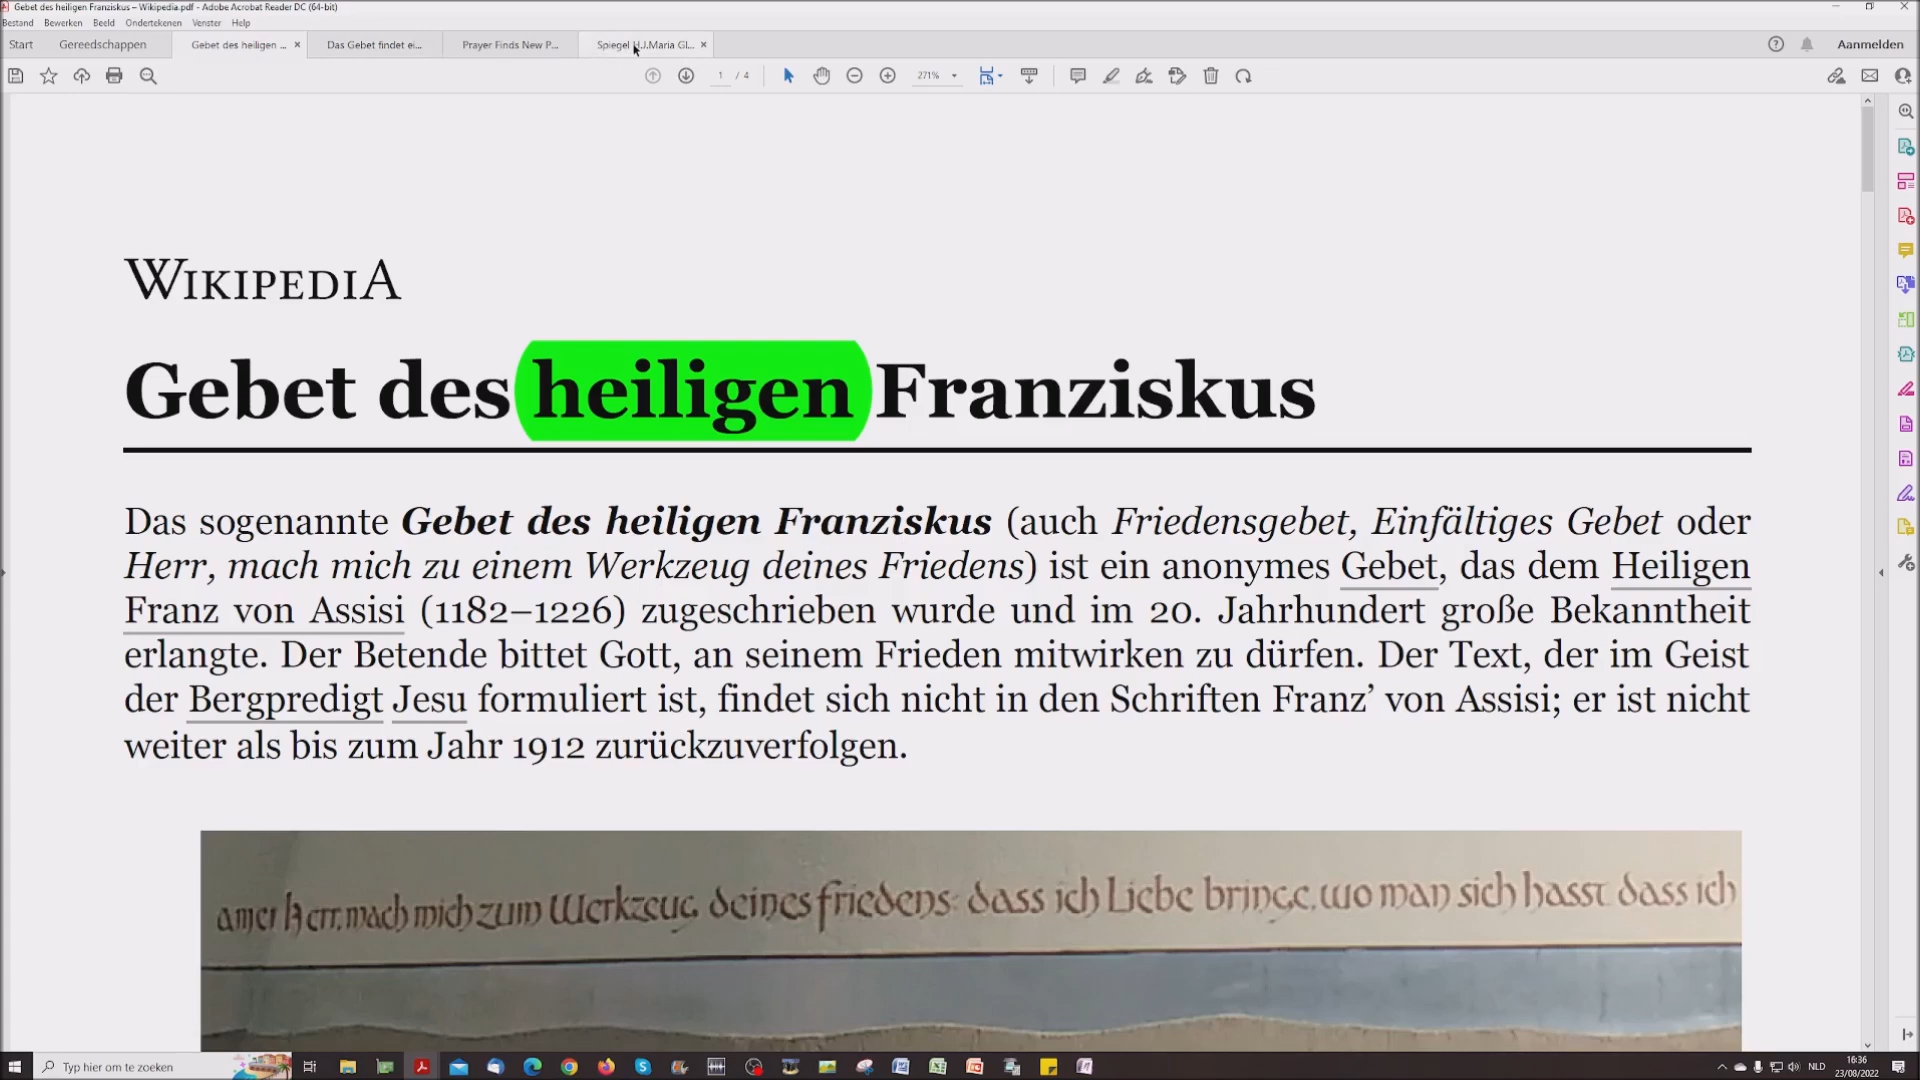 Gebet des heiligen Franziskus – Wikipedia.pdf - Adobe Acrobat Reader DC (64-bit)
Bestand Bewerken Beeld Ondertekenen Venster Help
Start Gereedschappen Gebet des heiligen ... Das Gebet findet ei... Prayer Finds New P... Spiegel H.J.Maria Gl... Aanmelden
1 / 4 271%
WIKIPEDIA
Gebet des heiligen Franziskus
Das sogenannte Gebet des heiligen Franziskus (auch Friedensgebet, Einfältiges Gebet oder
Herr, mach mich zu einem Werkzeug deines Friedens) ist ein anonymes Gebet, das dem Heiligen
Franz von Assisi (1182–1226) zugeschrieben wurde und im 20. Jahrhundert große Bekanntheit
erlangte. Der Betende bittet Gott, an seinem Frieden mitwirken zu dürfen. Der Text, der im Geist
der Bergpredigt Jesu formuliert ist, findet sich nicht in den Schriften Franz’ von Assisi; er ist nicht
weiter als bis zum Jahr 1912 zurückzuverfolgen.
Herr, mach mich zum Werkzeug deines friedens: dass ich Liebe bringe, wo man sich hasst dass ich
Typ hier om te zoeken NLD 16:36
23/08/2022